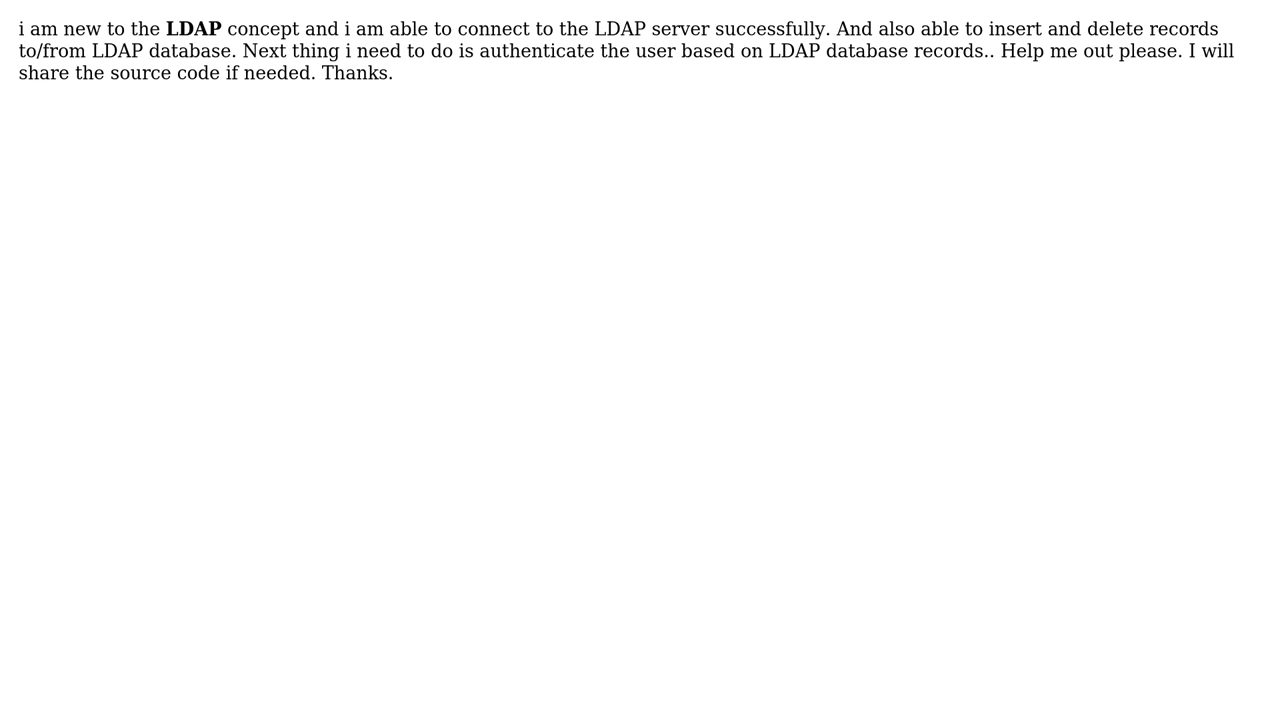 i am new to the LDAP concept and i am able to connect to the LDAP server successfully. And also able to insert and delete records
to/from LDAP database. Next thing i need to do is authenticate the user based on LDAP database records.. Help me out please. I will
share the source code if needed. Thanks.